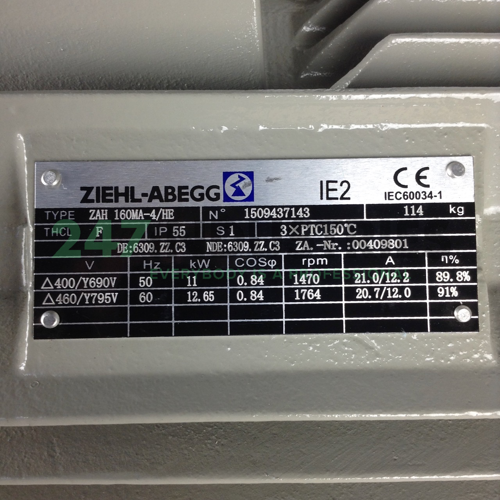 ZIEHL-ABEGG IE2 CE
IEC60034-1
TYPE ZAH 160MA-4/HE N° 1509437143 114 kg
THCL F IP 55 S1 3×PTC150℃
DE:6309.ZZ.C3 NDE:6309.ZZ.C3 ZA.-Nr.:00409801
V Hz kW COSφ rpm A η%
△400/Y690V 50 11 0.84 1470 21.0/12.2 89.8%
△460/Y795V 60 12.65 0.84 1764 20.7/12.0 91%
247